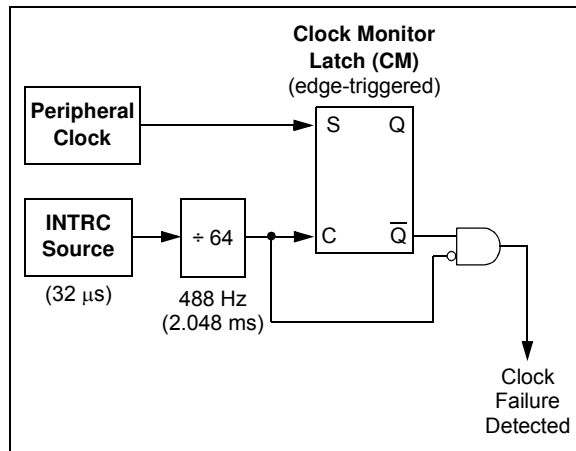 Clock Monitor
Latch (CM)
(edge-triggered)
Peripheral
Clock
S Q
INTRC
Source
(32 μs)
÷ 64
488 Hz
(2.048 ms)
C Q̅
Clock
Failure
Detected